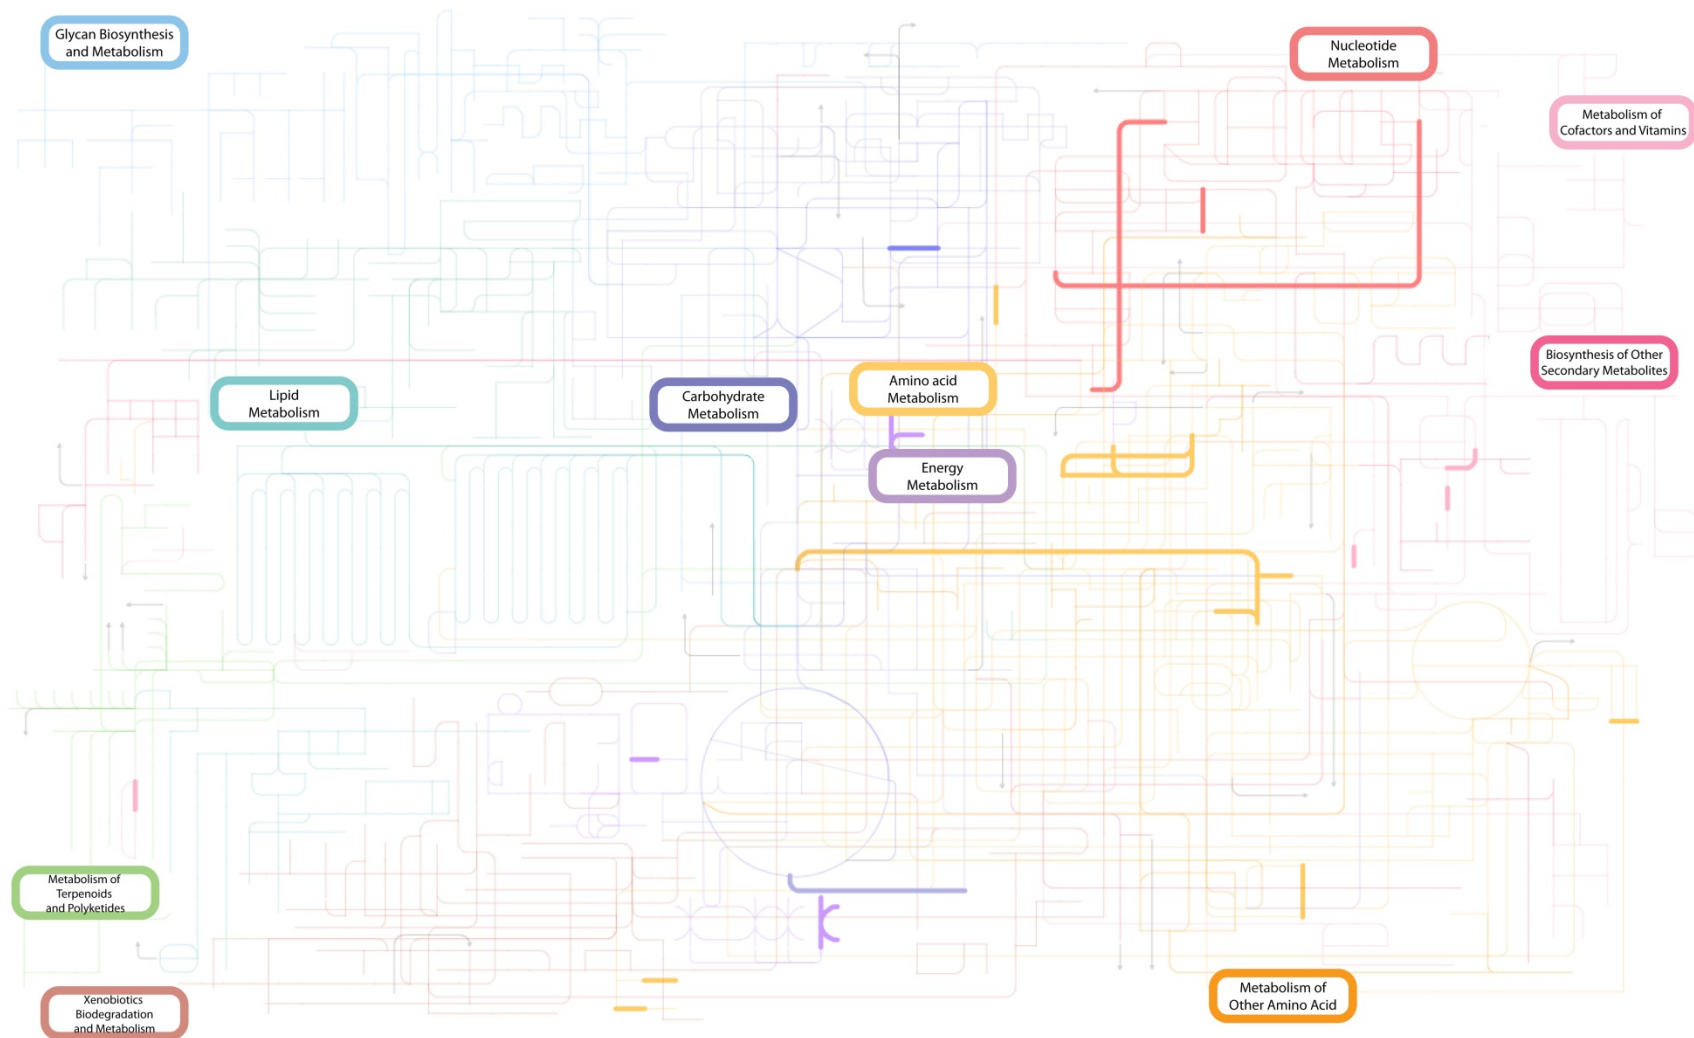 Glycan Biosynthesis
and Metabolism
Nucleotide
Metabolism
Metabolism of
Cofactors and Vitamins
Biosynthesis of Other
Secondary Metabolites
Lipid
Metabolism
Carbohydrate
Metabolism
Amino acid
Metabolism
Energy
Metabolism
Metabolism of
Terpenoids
and Polyketides
Xenobiotics
Biodegradation
and Metabolism
Metabolism of
Other Amino Acid